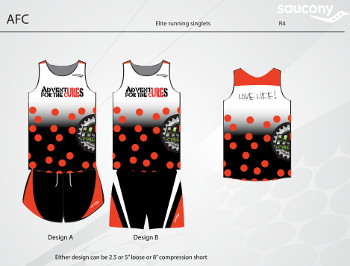 AFC
Elite running singlets
R4
saucony
ADVENTURES
FOR THE CURES
ADVENTURES
FOR THE CURES
LOVE LIFE!
Design A
Design B
Either design can be 2.5 or 5" loose or 8" compression short